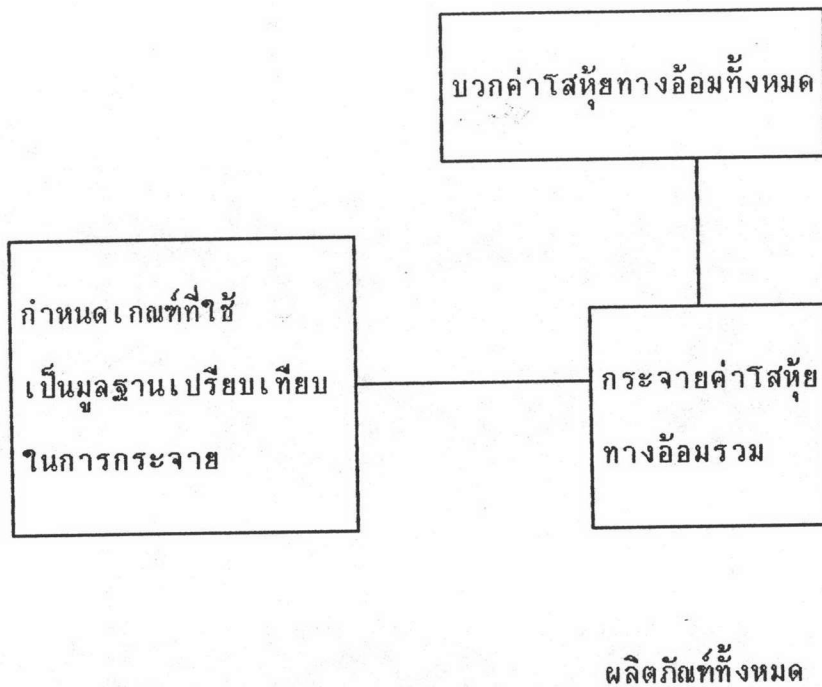 บวกค่าโสหุ้ยทางอ้อมทั้งหมด
กำหนดเกณฑ์ที่ใช้
เป็นมูลฐานเปรียบเทียบ
ในการกระจาย
กระจายค่าโสหุ้ย
ทางอ้อมรวม
ผลิตภัณฑ์ทั้งหมด